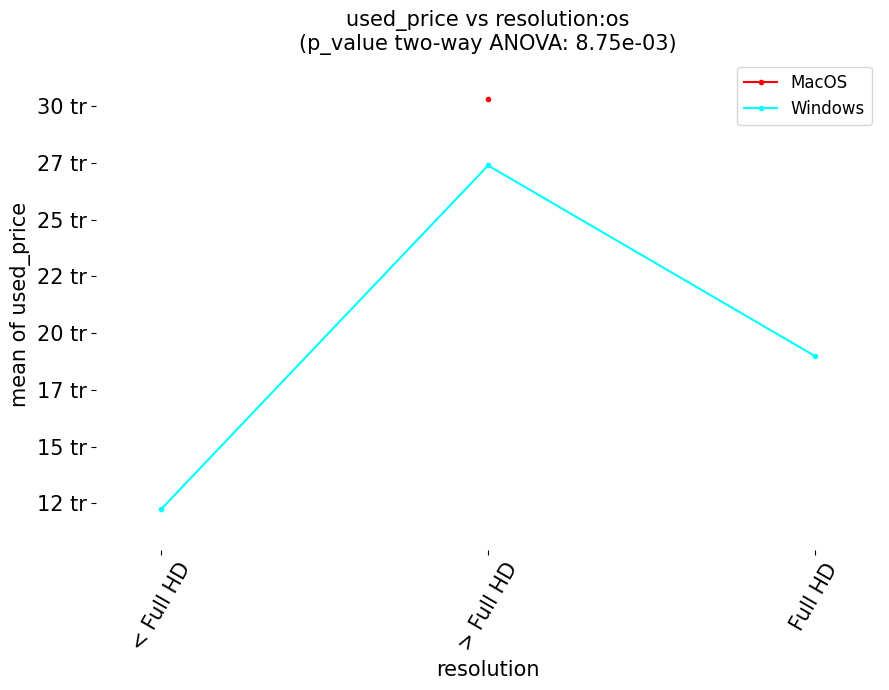 used_price vs resolution:os
(p_value two-way ANOVA: 8.75e-03)
MacOS
Windows
30 tr
27 tr
25 tr
22 tr
20 tr
17 tr
15 tr
12 tr
mean of used_price
< Full HD
> Full HD
Full HD
resolution